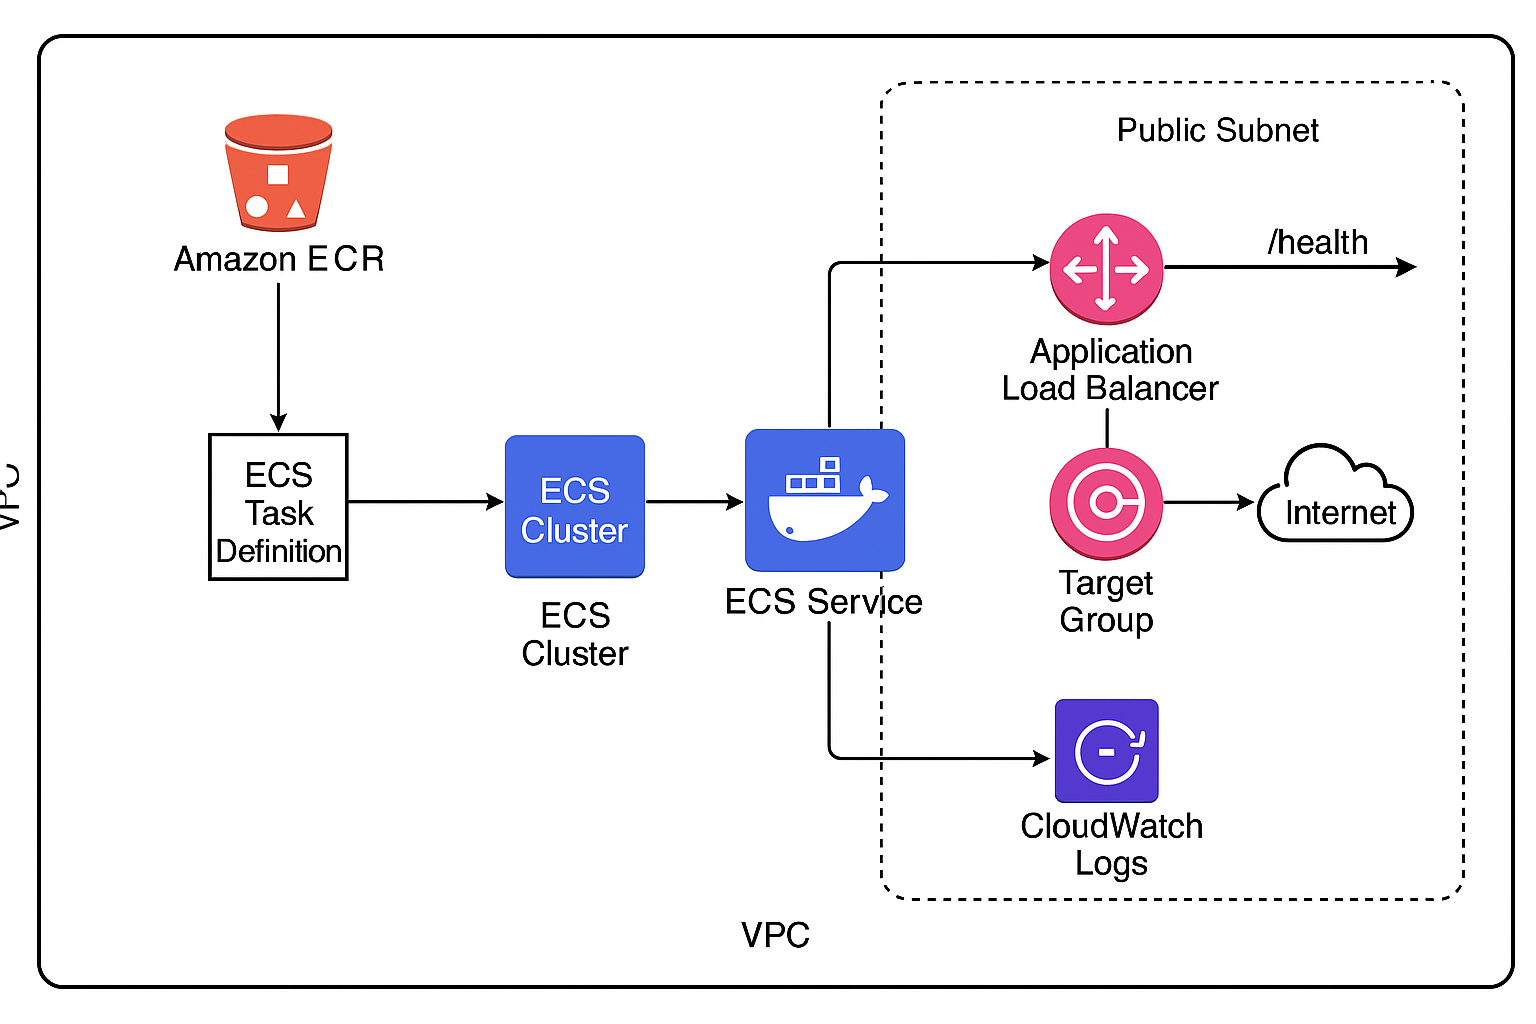 Public Subnet
Amazon ECR
/health
Application
Load Balancer
ECS
Task
Definition
ECS
Cluster
ECS
Cluster
ECS Service
Internet
Target
Group
CloudWatch
Logs
VPC
VPC